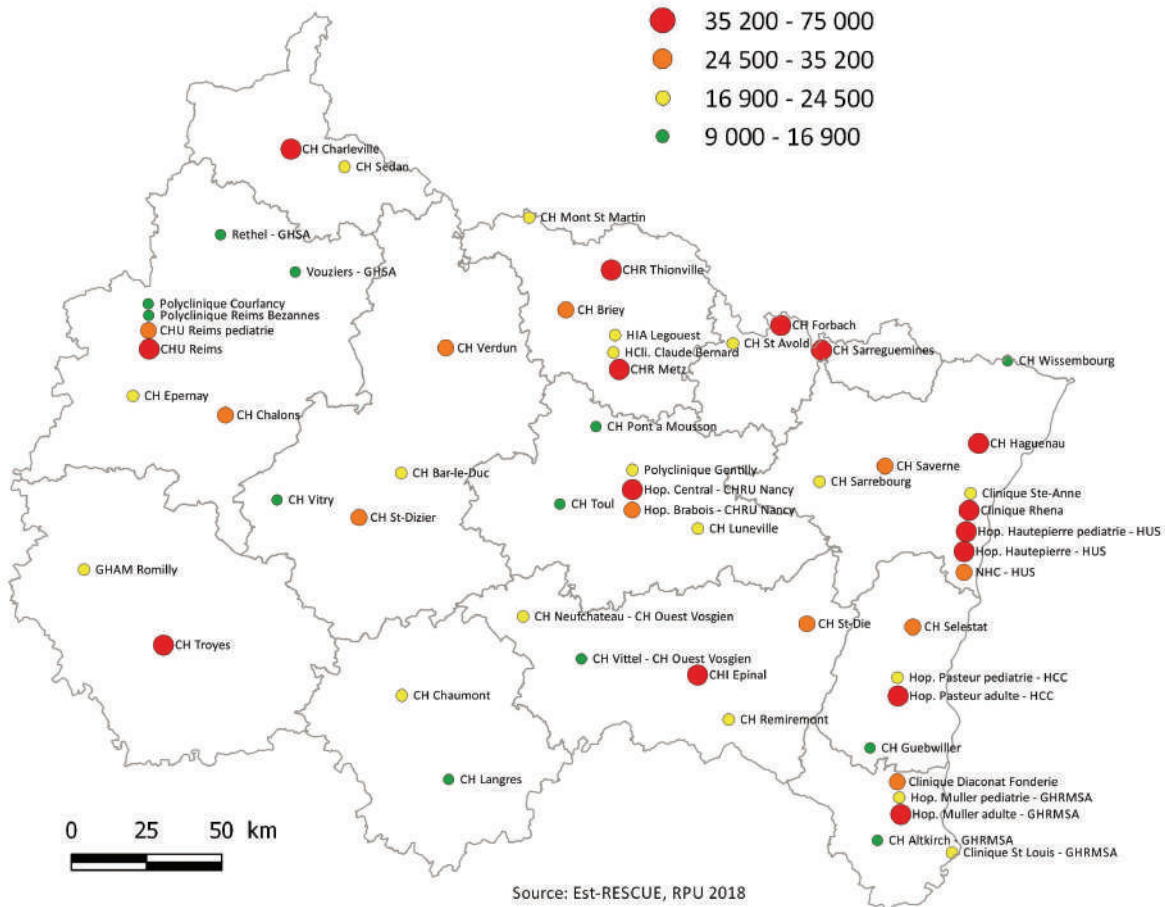 35 200 - 75 000
24 500 - 35 200
16 900 - 24 500
9 000 - 16 900
CH Charleville
CH Sedan
CH Mont St Martin
Rethel - GHSA
Vouziers - GHSA
CHR Thionville
Polyclinique Courlancy
Polyclinique Reims Bezannes
CHU Reims pediatrie
CHU Reims
CH Briey
CH Forbach
HIA Legouest
CH St Avold
CH Verdun
HCli. Claude Bernard
CH Sarreguemines
CHR Metz
CH Wissembourg
CH Epernay
CH Chalons
CH Pont a Mousson
CH Haguenau
CH Bar-le-Duc
Polyclinique Gentilly
CH Saverne
CH Sarrebourg
Hop. Central - CHRU Nancy
Clinique Ste-Anne
CH Vitry
CH Toul
Hop. Brabois - CHRU Nancy
Clinique Rhena
CH St-Dizier
CH Luneville
Hop. Hautepierre pediatrie - HUS
Hop. Hautepierre - HUS
GHAM Romilly
NHC - HUS
CH Neufchateau - CH Ouest Vosgien
CH St-Die
CH Selestat
CH Troyes
CH Vittel - CH Ouest Vosgien
CHI Epinal
Hop. Pasteur pediatrie - HCC
CH Chaumont
Hop. Pasteur adulte - HCC
CH Remiremont
CH Guebwiller
CH Langres
Clinique Diaconat Fonderie
Hop. Muller pediatrie - GHRMSA
Hop. Muller adulte - GHRMSA
0 25 50 km
CH Altkirch - GHRMSA
Clinique St Louis - GHRMSA
Source: Est-RESCUE, RPU 2018